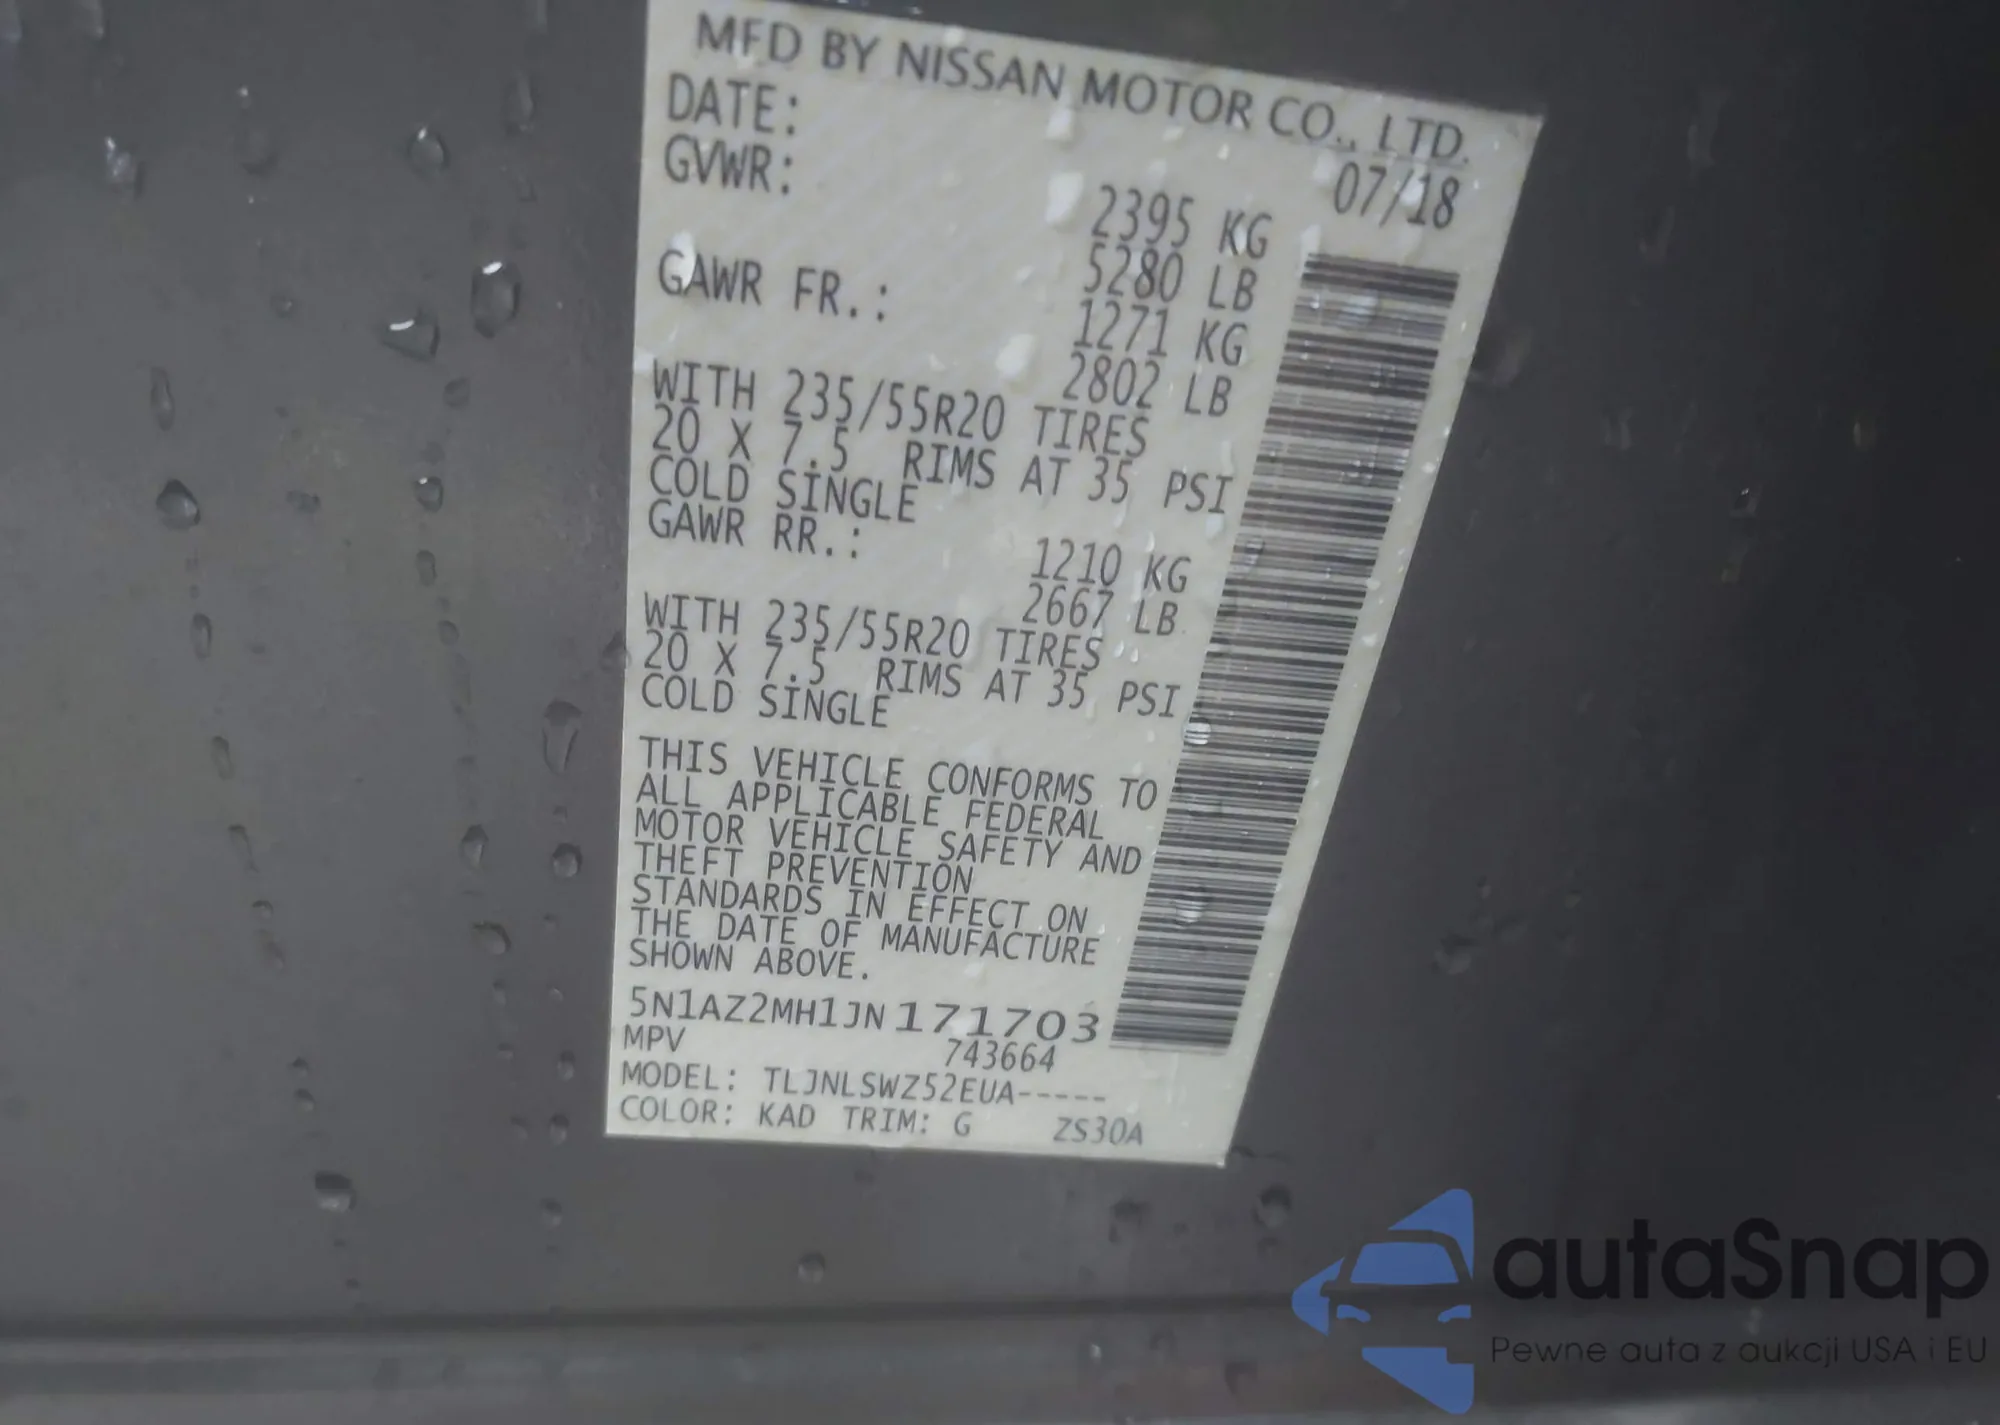 MFD BY NISSAN MOTOR CO., LTD.
DATE: 07/18
GVWR: 2395 KG
5280 LB
GAWR FR.: 1271 KG
2802 LB
WITH 235/55R20 TIRES
20 X 7.5 RIMS AT 35 PSI
COLD SINGLE
GAWR RR.: 1210 KG
2667 LB
WITH 235/55R20 TIRES
20 X 7.5 RIMS AT 35 PSI
COLD SINGLE
THIS VEHICLE CONFORMS TO
ALL APPLICABLE FEDERAL
MOTOR VEHICLE SAFETY AND
THEFT PREVENTION
STANDARDS IN EFFECT ON
THE DATE OF MANUFACTURE
SHOWN ABOVE.
5N1AZ2MH1JN171703
MPV 743664
MODEL: TLJNLSWZ52EUA-----
COLOR: KAD TRIM: G ZS30A
autaSnap
Pewne auta z aukcji USA i EU